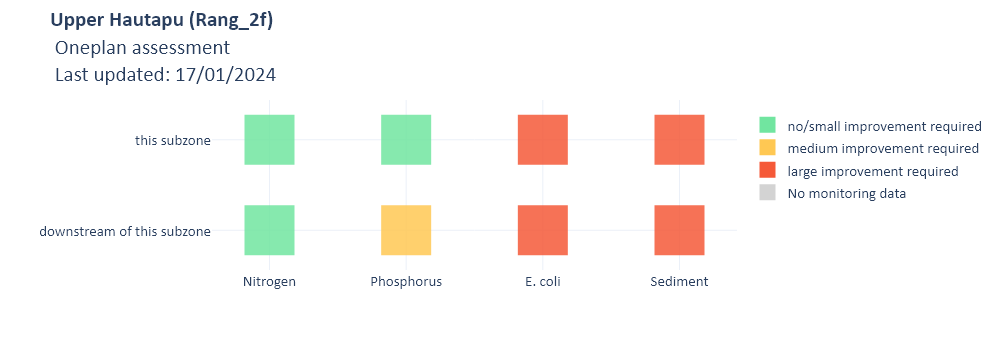 Upper Hautapu (Rang_2f)
Oneplan assessment
Last updated: 17/01/2024
this subzone
downstream of this subzone
Nitrogen
Phosphorus
E. coli
Sediment
no/small improvement required
medium improvement required
large improvement required
No monitoring data